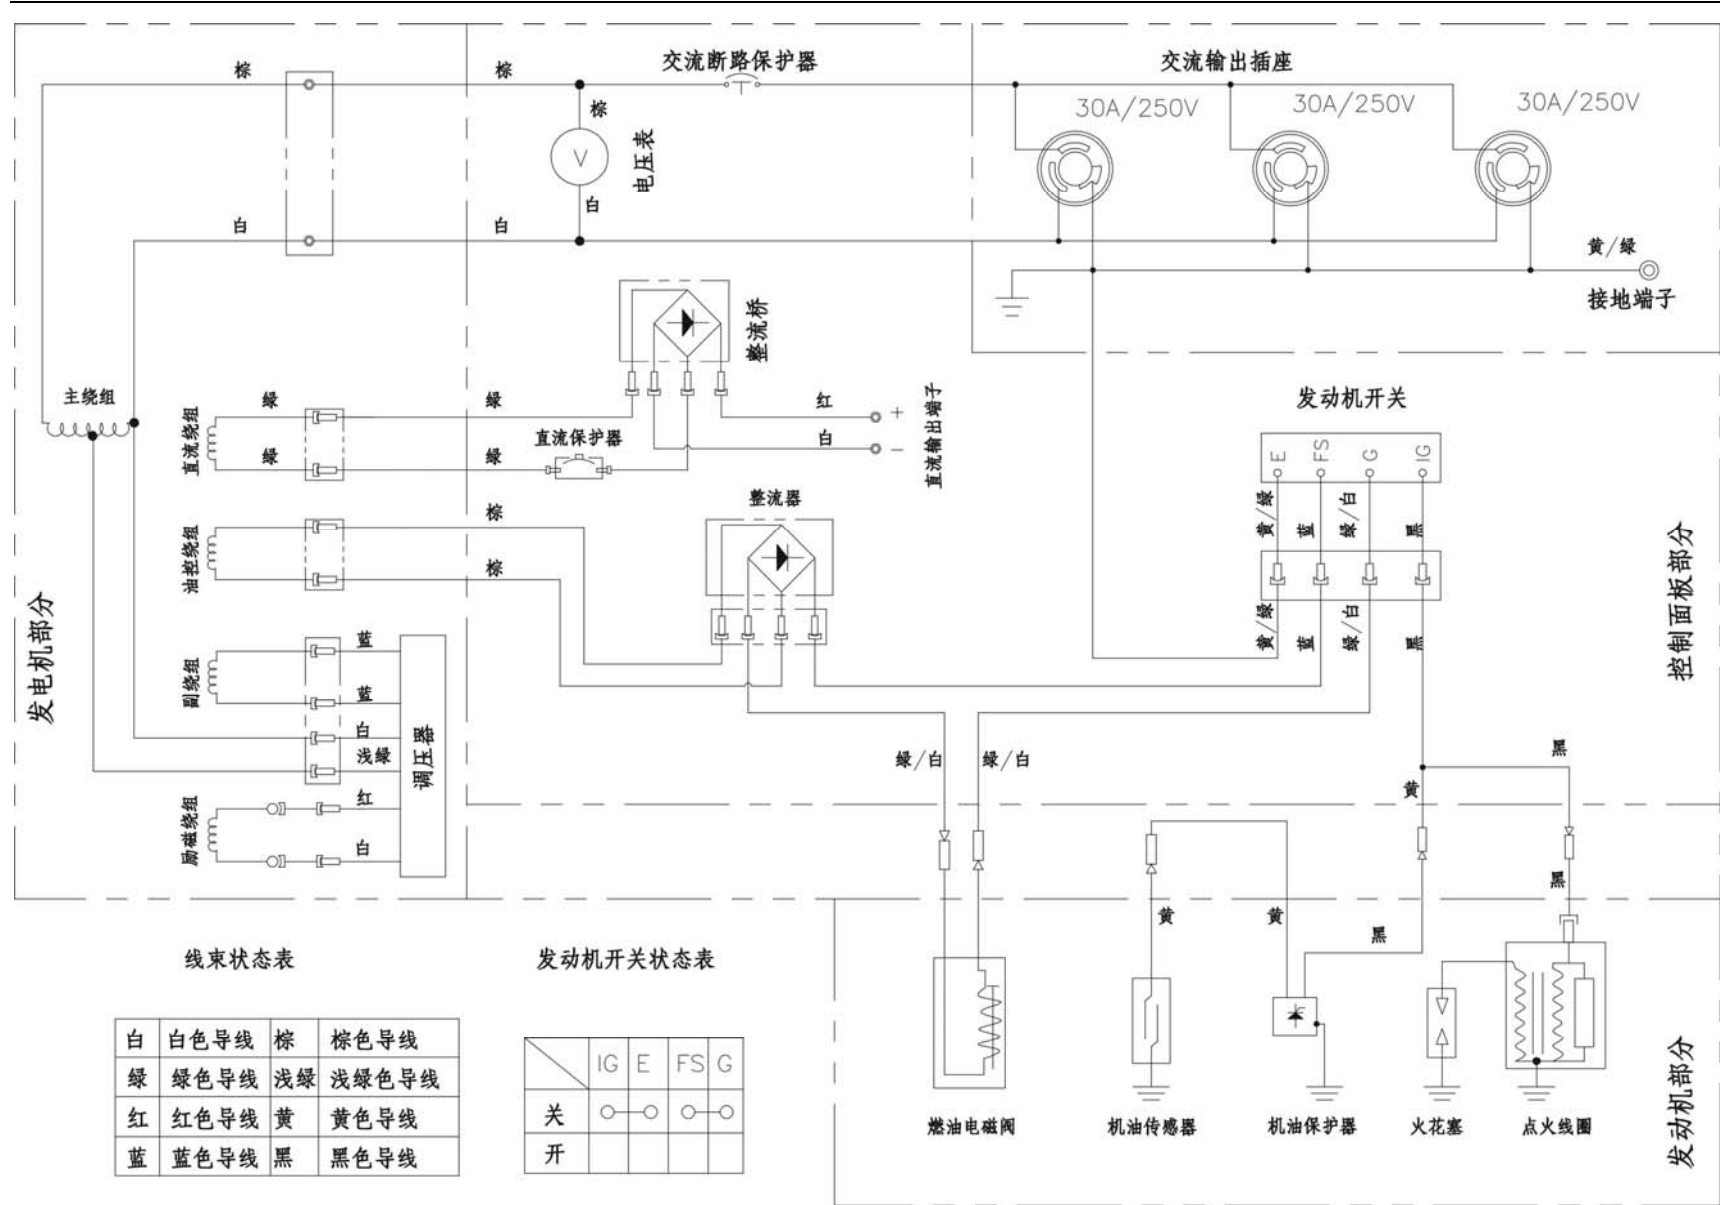 交流断路保护器
交流输出插座
棕
棕
30A/250V
30A/250V
30A/250V
棕
V
电压表
白
白
白
黄/绿
接地端子
整流桥
主绕组
绿
绿
红
+
发动机开关
直流绕组
绿
绿
直流保护器
白
−
直流输出端子
E
FS
G
IG
整流器
黄/绿
蓝
绿/白
黑
棕
油控绕组
棕
发电机部分
控制面板部分
黄/绿
蓝
绿/白
黑
蓝
副绕组
蓝
白
浅绿
调压器
绿/白
绿/白
黑
黄
励磁绕组
红
白
黑
黄
黄
黑
线束状态表
发动机开关状态表
白 白色导线 棕 棕色导线
绿 绿色导线 浅绿 浅绿色导线
红 红色导线 黄 黄色导线
蓝 蓝色导线 黑 黑色导线
IG E FS G
关
开
燃油电磁阀
机油传感器
机油保护器
火花塞
点火线圈
发动机部分